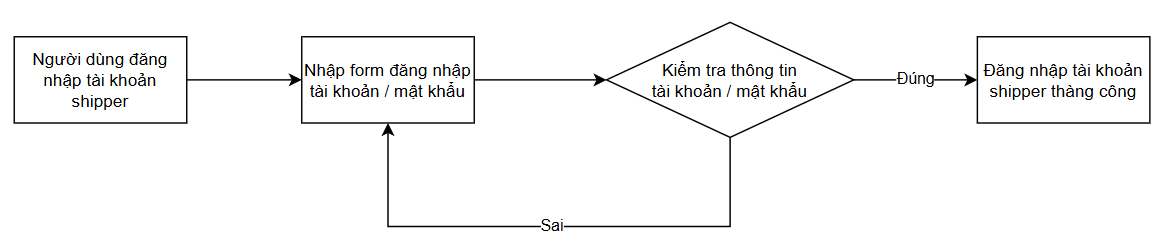 Người dùng đăng
nhập tài khoản
shipper
Nhập form đăng nhập
tài khoản / mật khẩu
Kiểm tra thông tin
tài khoản / mật khẩu
Đúng
Đăng nhập tài khoản
shipper thàng công
Sai